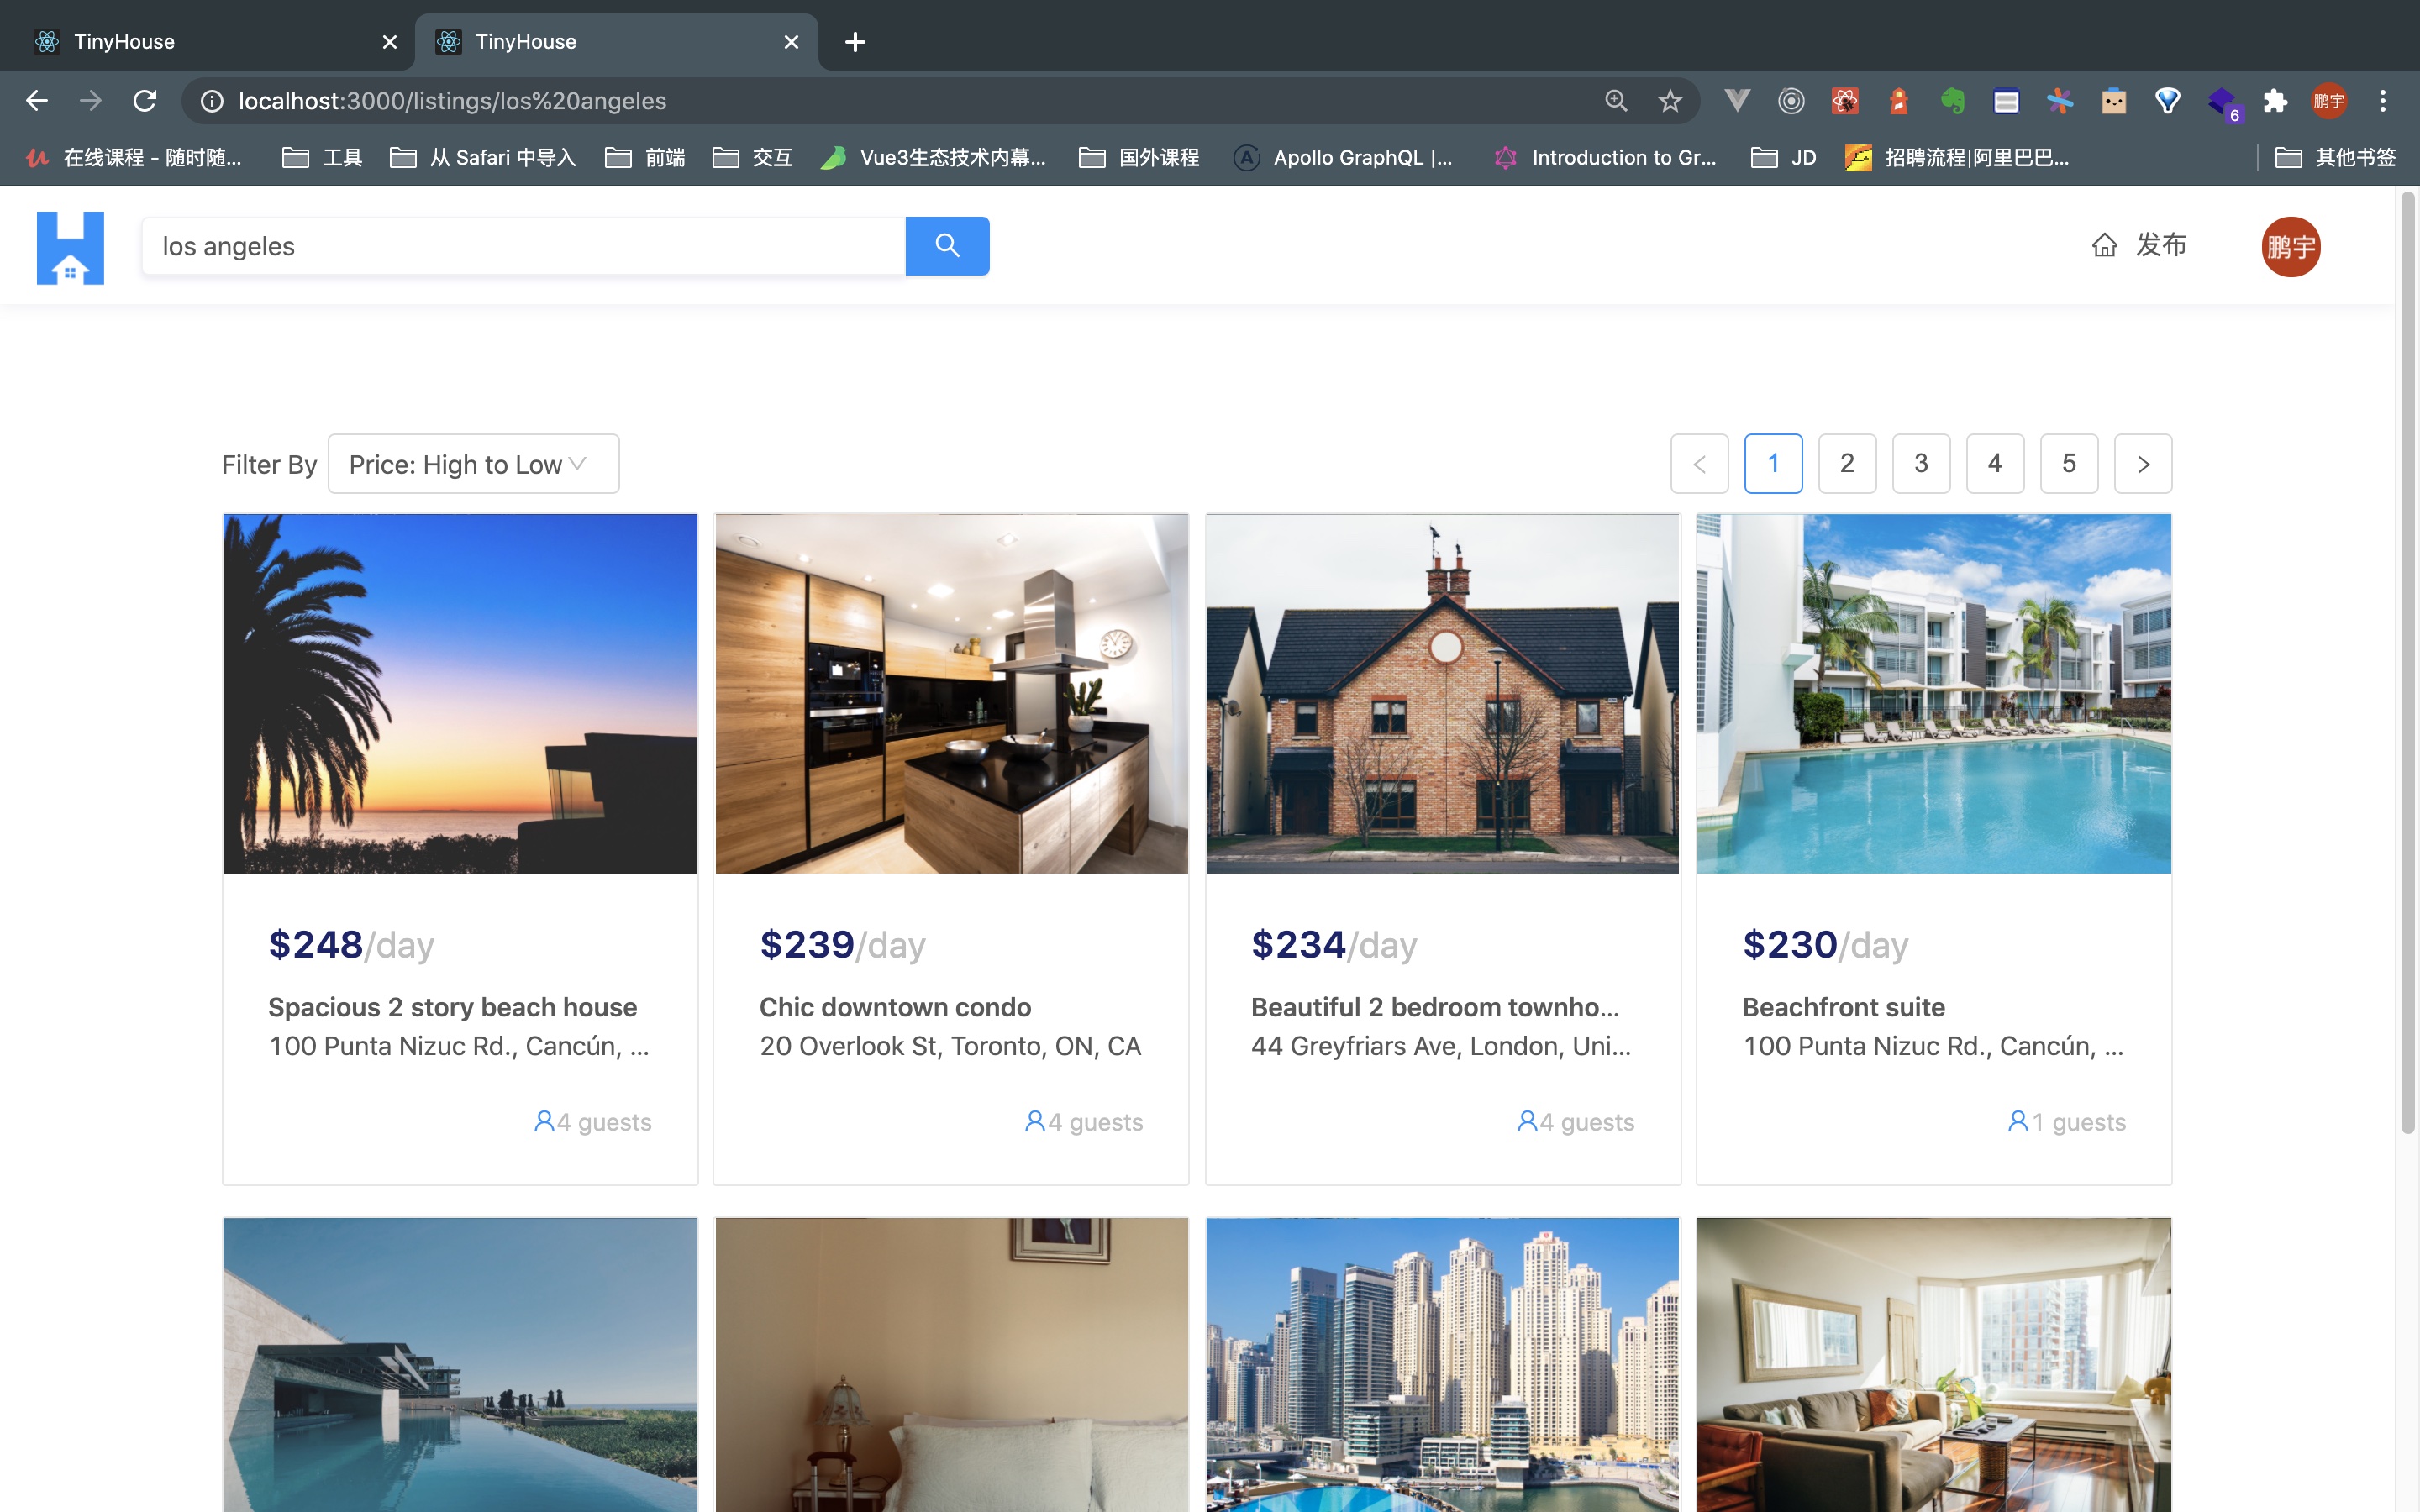 TinyHouse
TinyHouse
localhost:3000/listings/los%20angeles
鹏宇
6
在线课程 - 随时随...
工具
从 Safari 中导入
前端
交互
Vue3生态技术内幕...
国外课程
Apollo GraphQL |...
Introduction to Gr...
JD
招聘流程|阿里巴巴...
其他书签
los angeles
发布
鹏宇
Filter By
Price: High to Low
1 2 3 4 5
$248/day
Spacious 2 story beach house
100 Punta Nizuc Rd., Cancún, ...
4 guests
$239/day
Chic downtown condo
20 Overlook St, Toronto, ON, CA
4 guests
$234/day
Beautiful 2 bedroom townho...
44 Greyfriars Ave, London, Uni...
4 guests
$230/day
Beachfront suite
100 Punta Nizuc Rd., Cancún, ...
1 guests